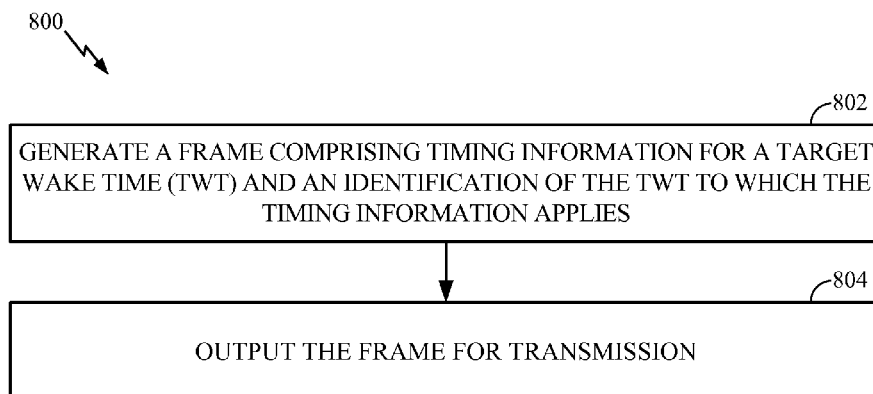 800
802
GENERATE A FRAME COMPRISING TIMING INFORMATION FOR A TARGET
WAKE TIME (TWT) AND AN IDENTIFICATION OF THE TWT TO WHICH THE
TIMING INFORMATION APPLIES
804
OUTPUT THE FRAME FOR TRANSMISSION